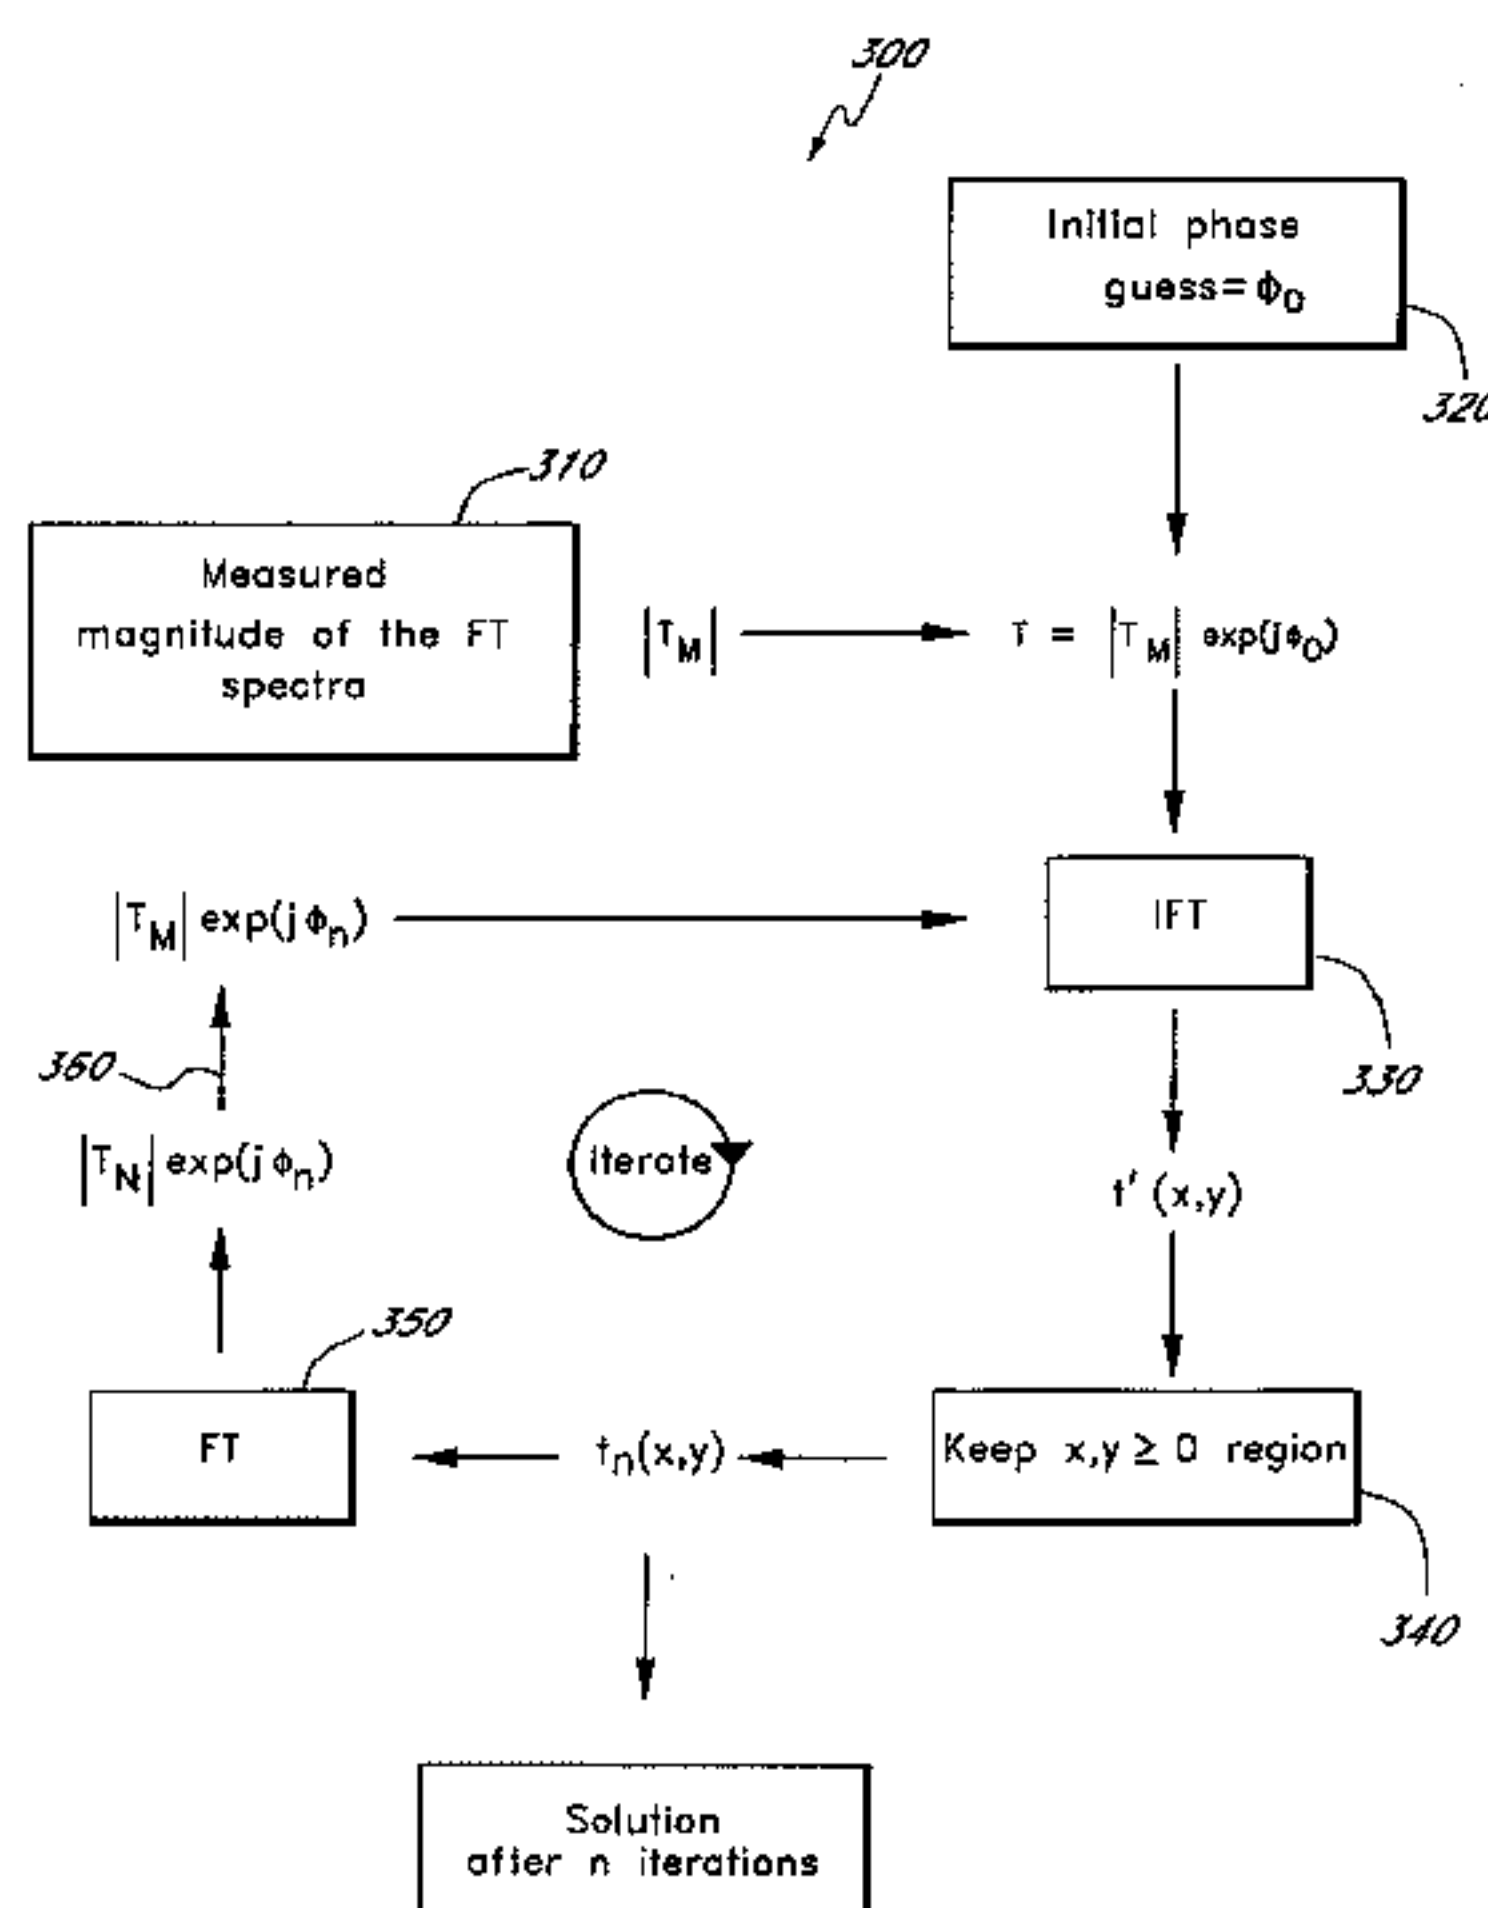 300
Initial phase
guess=ϕ0
320
310
Measured
magnitude of the FT
spectra
|TM|
T = |TM| exp(jϕ0)
|TM| exp(jϕn)
IFT
360
330
|TN| exp(jϕn)
iterate
t'(x,y)
350
FT
tn(x,y)
Keep x,y ≥ 0 region
340
Solution
after n iterations